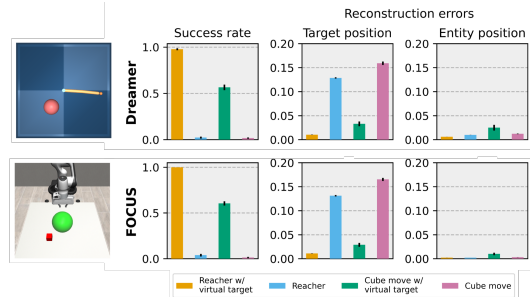 Reconstruction errors
Success rate
Target position
Entity position
Dreamer
1.0
0.5
0.0
0.20
0.15
0.10
0.05
0.00
0.20
0.15
0.10
0.05
0.00
FOCUS
1.0
0.5
0.0
0.20
0.15
0.10
0.05
0.00
0.20
0.15
0.10
0.05
0.00
Reacher w/
virtual target
Reacher
Cube move w/
virtual target
Cube move